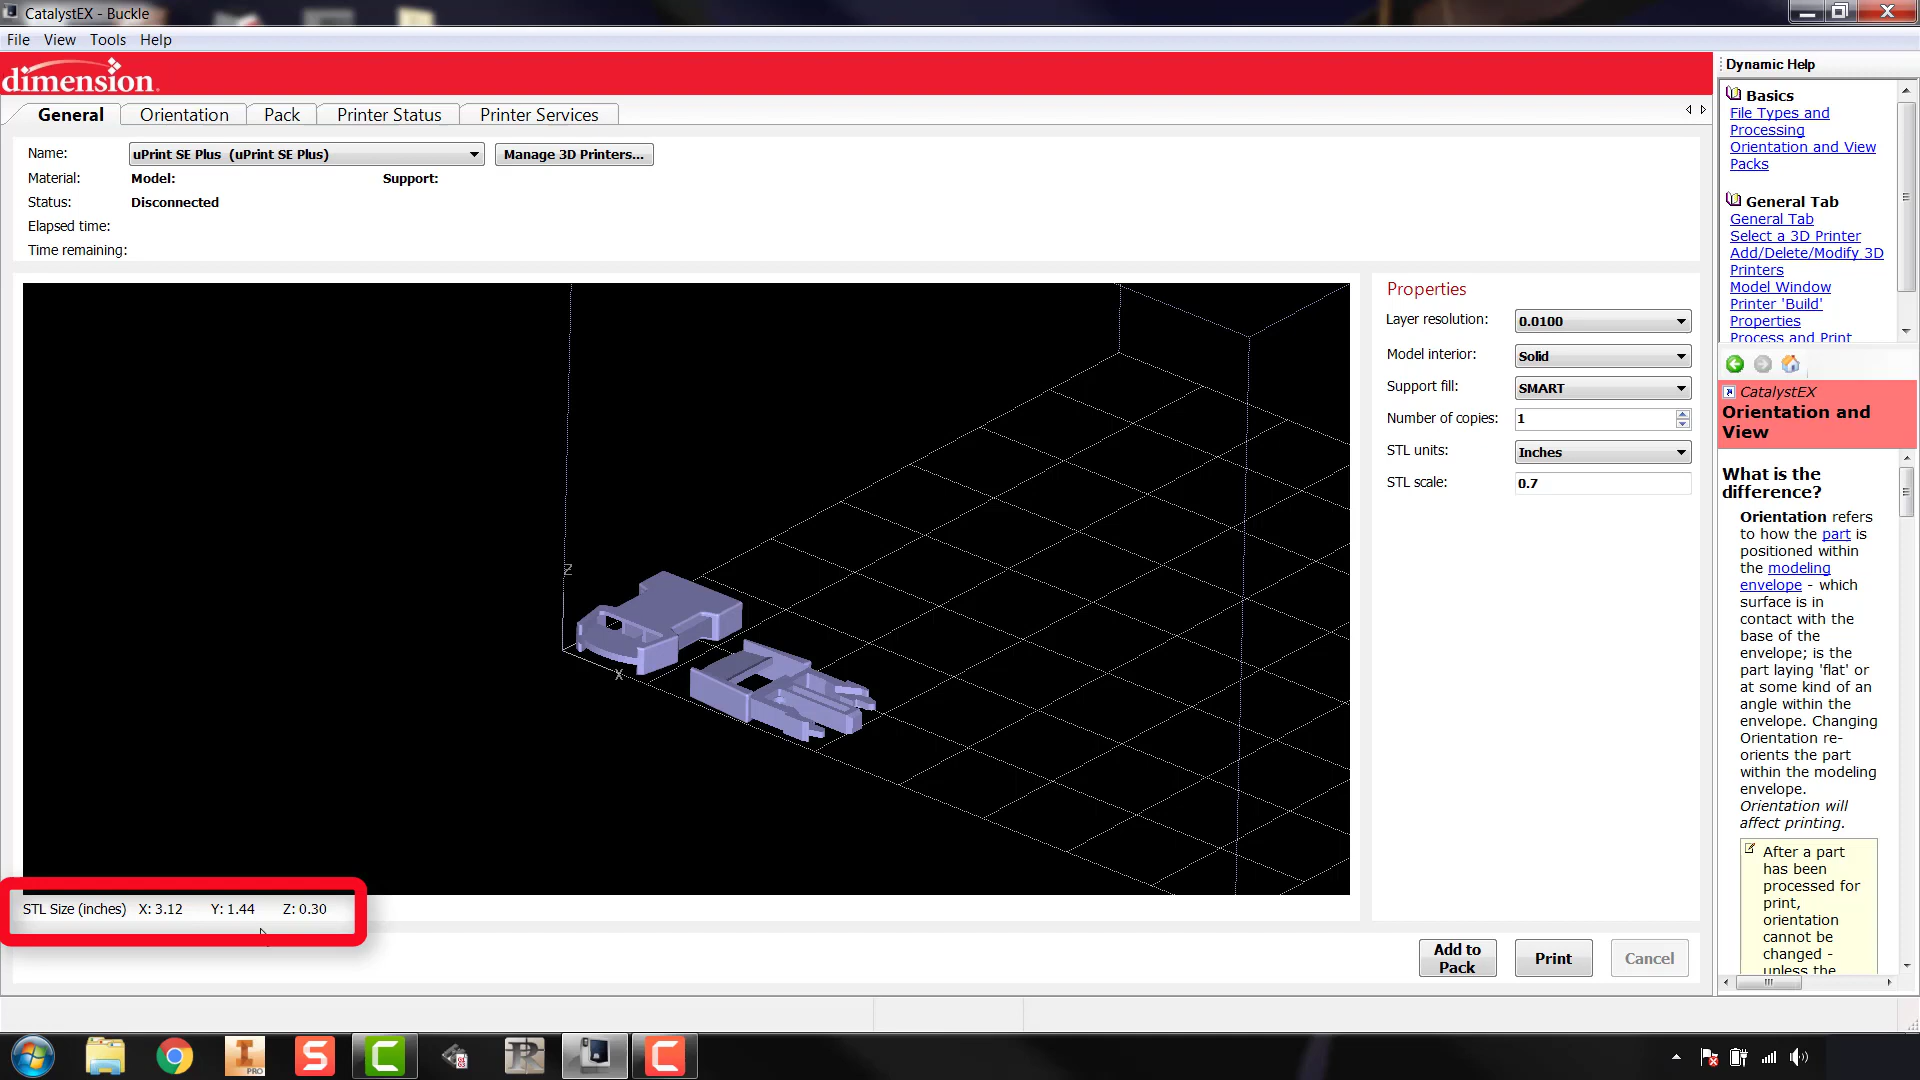 CatalystEX - Buckle
File View Tools Help
dimension
General Orientation Pack Printer Status Printer Services
Name: uPrint SE Plus (uPrint SE Plus) Manage 3D Printers...
Material: Model: Support:
Status: Disconnected
Elapsed time:
Time remaining:
Z
X
STL Size (inches) X: 3.12 Y: 1.44 Z: 0.30
Properties
Layer resolution: 0.0100
Model interior: Solid
Support fill: SMART
Number of copies: 1
STL units: Inches
STL scale: 0.7
Add to
Pack
Print
Cancel
Dynamic Help
Basics
File Types and
Processing
Orientation and View
Packs
General Tab
General Tab
Select a 3D Printer
Add/Delete/Modify 3D
Printers
Model Window
Printer 'Build'
Properties
Process and Print
CatalystEX
Orientation and
View
What is the
difference?
Orientation refers
to how the part is
positioned within
the modeling
envelope - which
surface is in
contact with the
base of the
envelope; is the
part laying 'flat' or
at some kind of an
angle within the
envelope. Changing
Orientation re-
orients the part
within the modeling
envelope.
Orientation will
affect printing.
After a part
has been
processed for
print,
orientation
cannot be
changed -
unless the
I
PRO
S
C
R
C